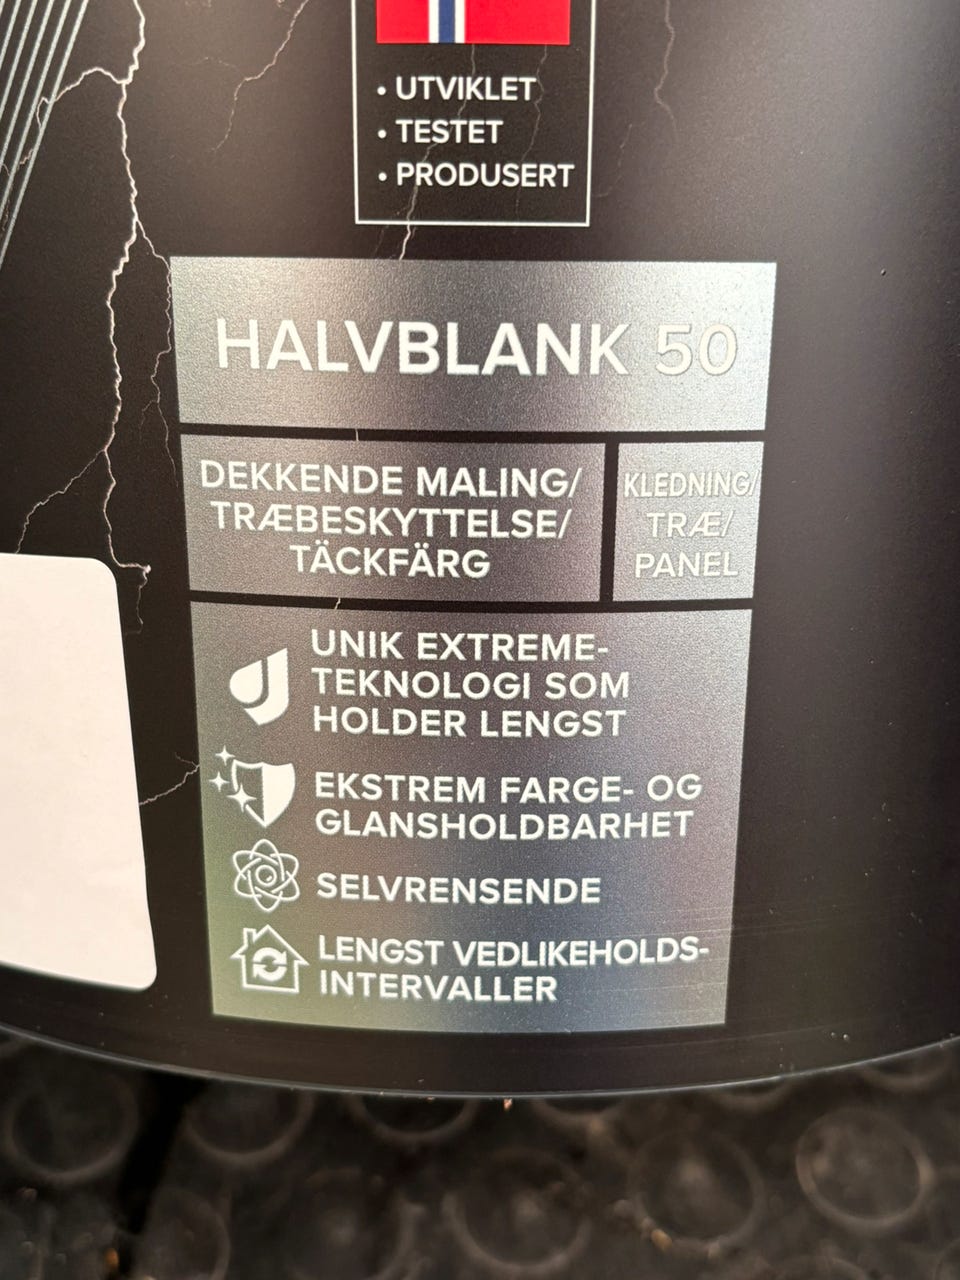 • UTVIKLET
• TESTET
• PRODUSERT
HALVBLANK 50
DEKKENDE MALING/
TRÆBESKYTTELSE/
TÄCKFÄRG
KLEDNING/
TRÆ/
PANEL
UNIK EXTREME-
TEKNOLOGI SOM
HOLDER LENGST
EKSTREM FARGE- OG
GLANSHOLDBARHET
SELVRENSENDE
LENGST VEDLIKEHOLDS-
INTERVALLER